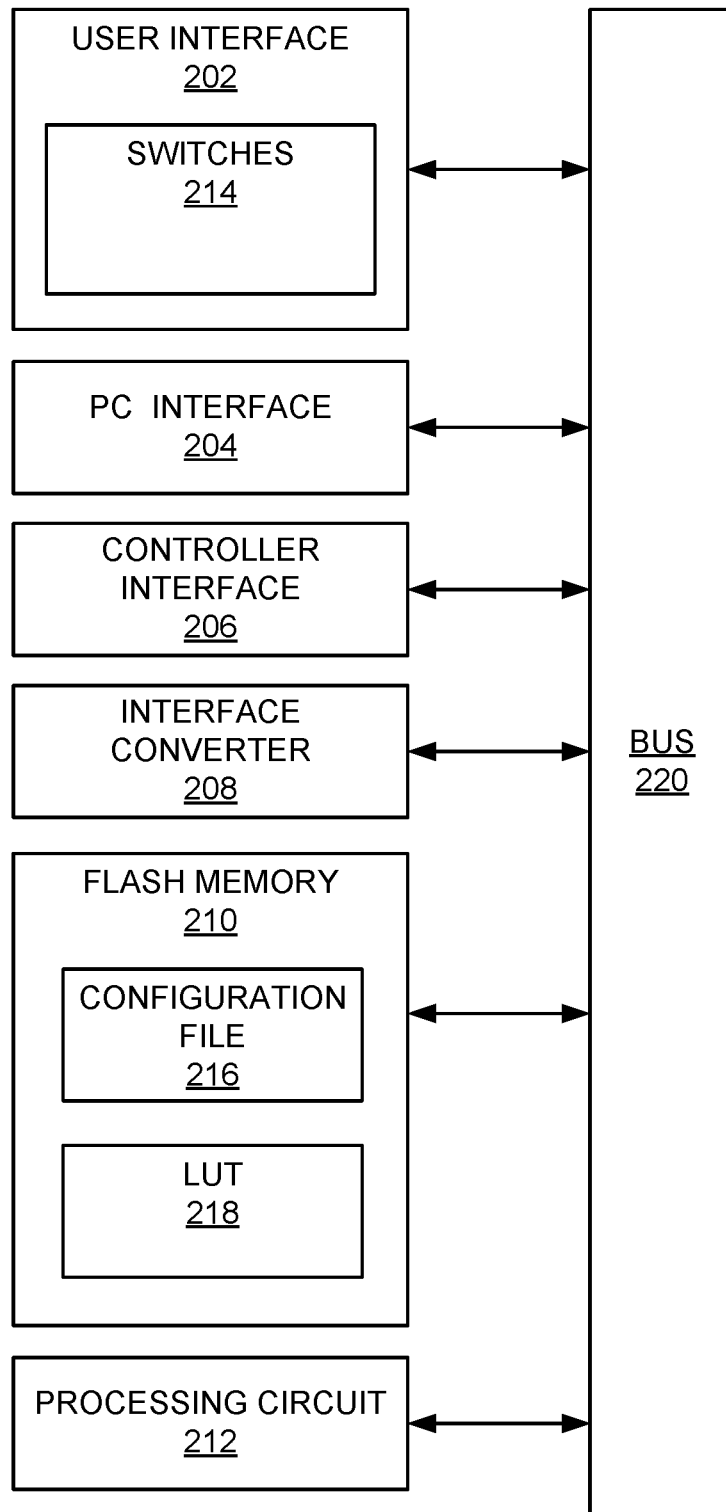 USER INTERFACE
202
SWITCHES
214
PC INTERFACE
204
CONTROLLER
INTERFACE
206
INTERFACE
CONVERTER
208
BUS
220
FLASH MEMORY
210
CONFIGURATION
FILE
216
LUT
218
PROCESSING CIRCUIT
212